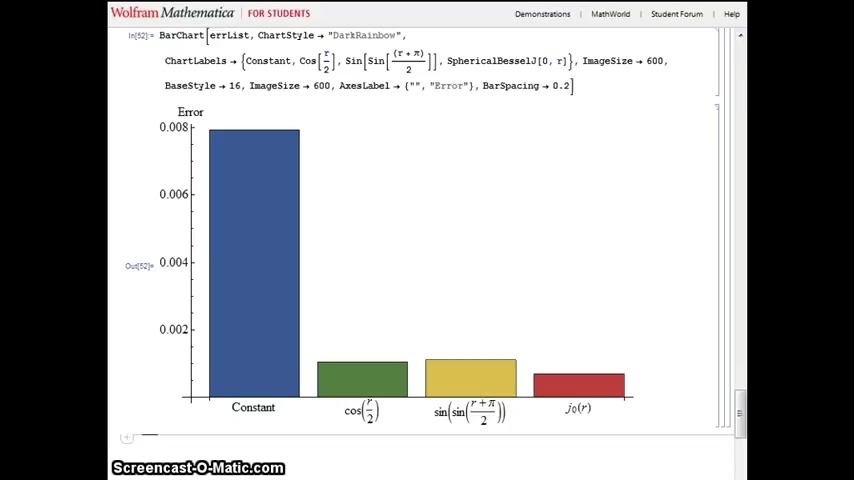 Wolfram Mathematica | FOR STUDENTS
Demonstrations | MathWorld | Student Forum | Help
In[52]:= BarChart[errList, ChartStyle → "DarkRainbow",
ChartLabels → {Constant, Cos[r/2], Sin[Sin[(r + π)/2]], SphericalBesselJ[0, r]}, ImageSize → 600,
BaseStyle → 16, ImageSize → 600, AxesLabel → {"", "Error"}, BarSpacing → 0.2]
Error
0.008
0.006
0.004
Out[52]=
0.002
Constant
cos(r/2)
sin(sin((r+π)/2))
j₀(r)
Screencast-O-Matic.com